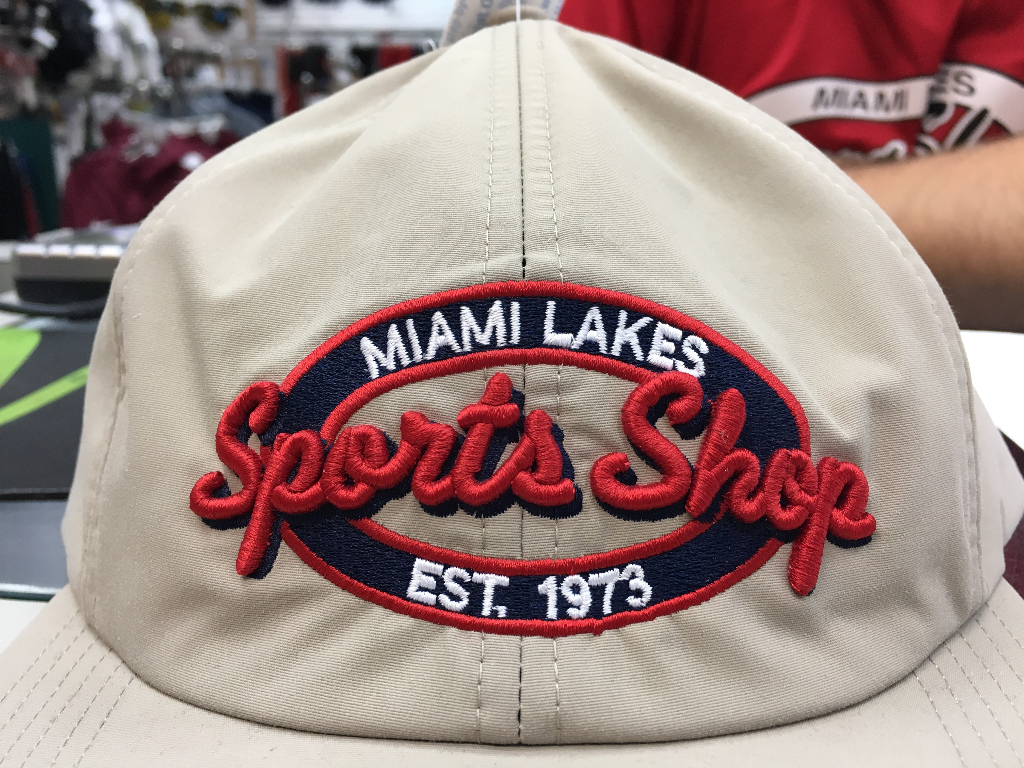 MIAMI LAKES
Sports Shop
EST. 1973
MIAMI